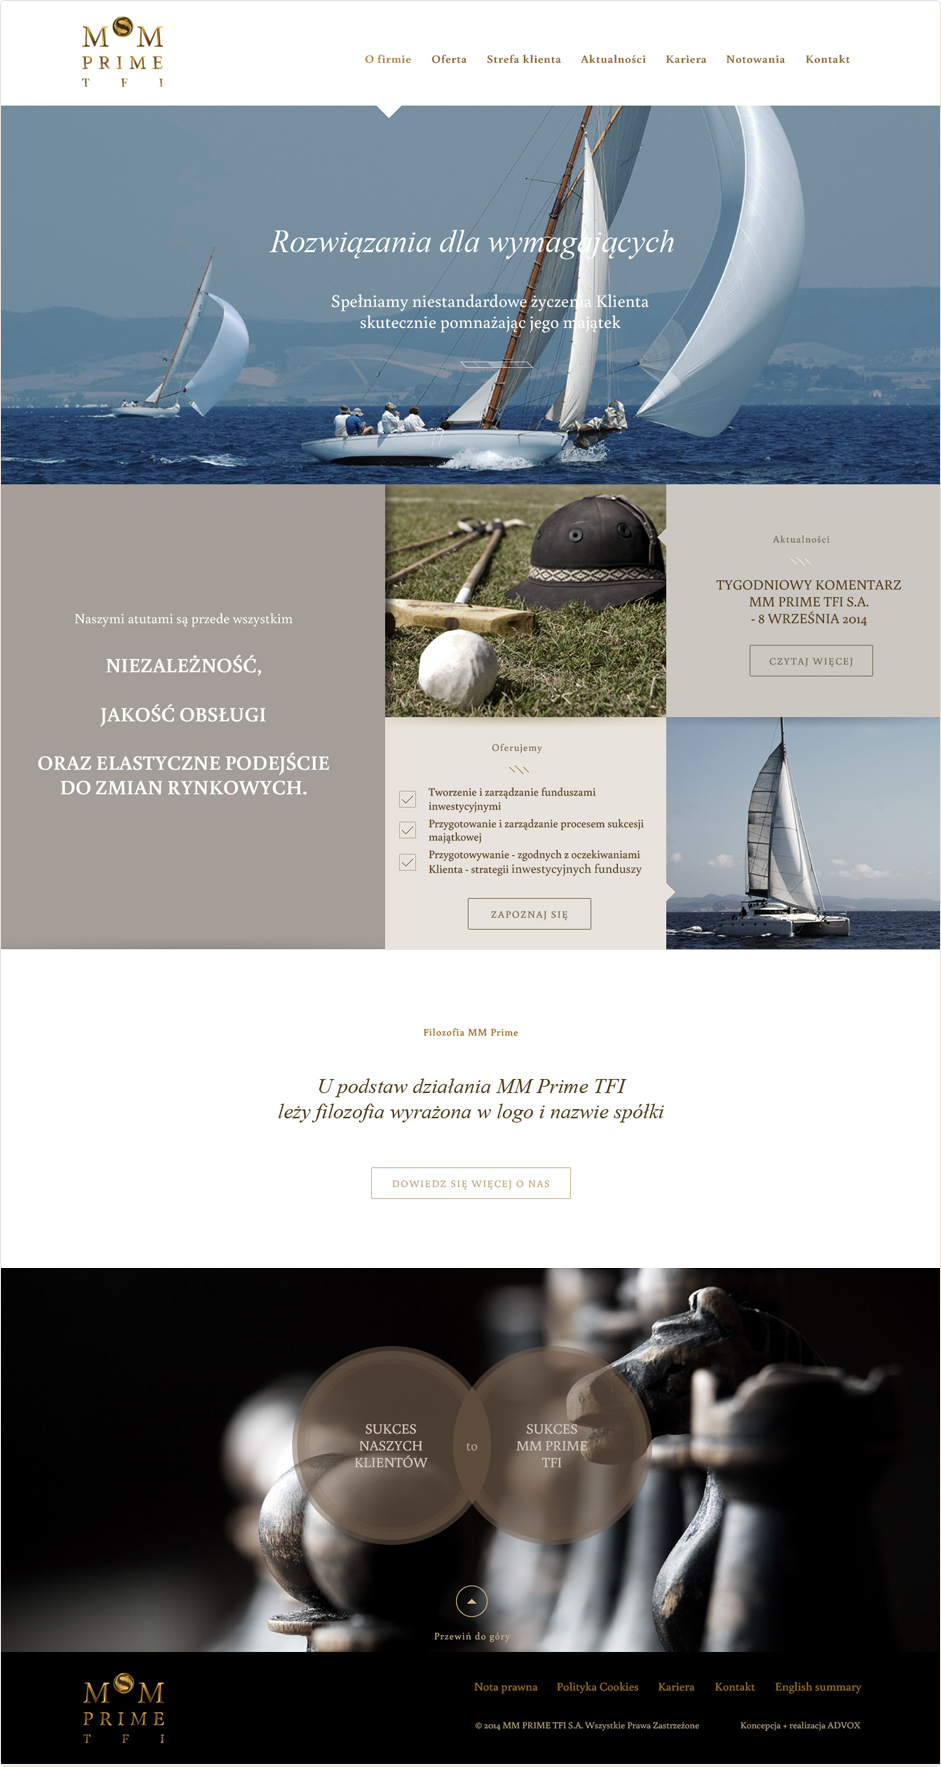 M S M
PRIME
T F I
O firmie Oferta Strefa klienta Aktualności Kariera Notowania Kontakt
Rozwiązania dla wymagających
Spełniamy niestandardowe życzenia Klienta
skutecznie pomnażając jego majątek
Naszymi atutami są przede wszystkim
NIEZALEŻNOŚĆ,
JAKOŚĆ OBSŁUGI
ORAZ ELASTYCZNE PODEJŚCIE
DO ZMIAN RYNKOWYCH.
Aktualności
TYGODNIOWY KOMENTARZ
MM PRIME TFI S.A.
- 8 WRZEŚNIA 2014
CZYTAJ WIĘCEJ
Oferujemy
Tworzenie i zarządzanie funduszami
inwestycyjnymi
Przygotowanie i zarządzanie procesem sukcesji
majątkowej
Przygotowywanie - zgodnych z oczekiwaniami
Klienta - strategii inwestycyjnych funduszy
ZAPOZNAJ SIĘ
Filozofia MM Prime
U podstaw działania MM Prime TFI
leży filozofia wyrażona w logo i nazwie spółki
DOWIEDZ SIĘ WIĘCEJ O NAS
SUKCES
NASZYCH
KLIENTÓW
to
SUKCES
MM PRIME
TFI
Przewiń do góry
M S M
PRIME
T F I
Nota prawna Polityka Cookies Kariera Kontakt English summary
© 2014 MM PRIME TFI S.A. Wszystkie Prawa Zastrzeżone Koncepcja + realizacja ADVOX